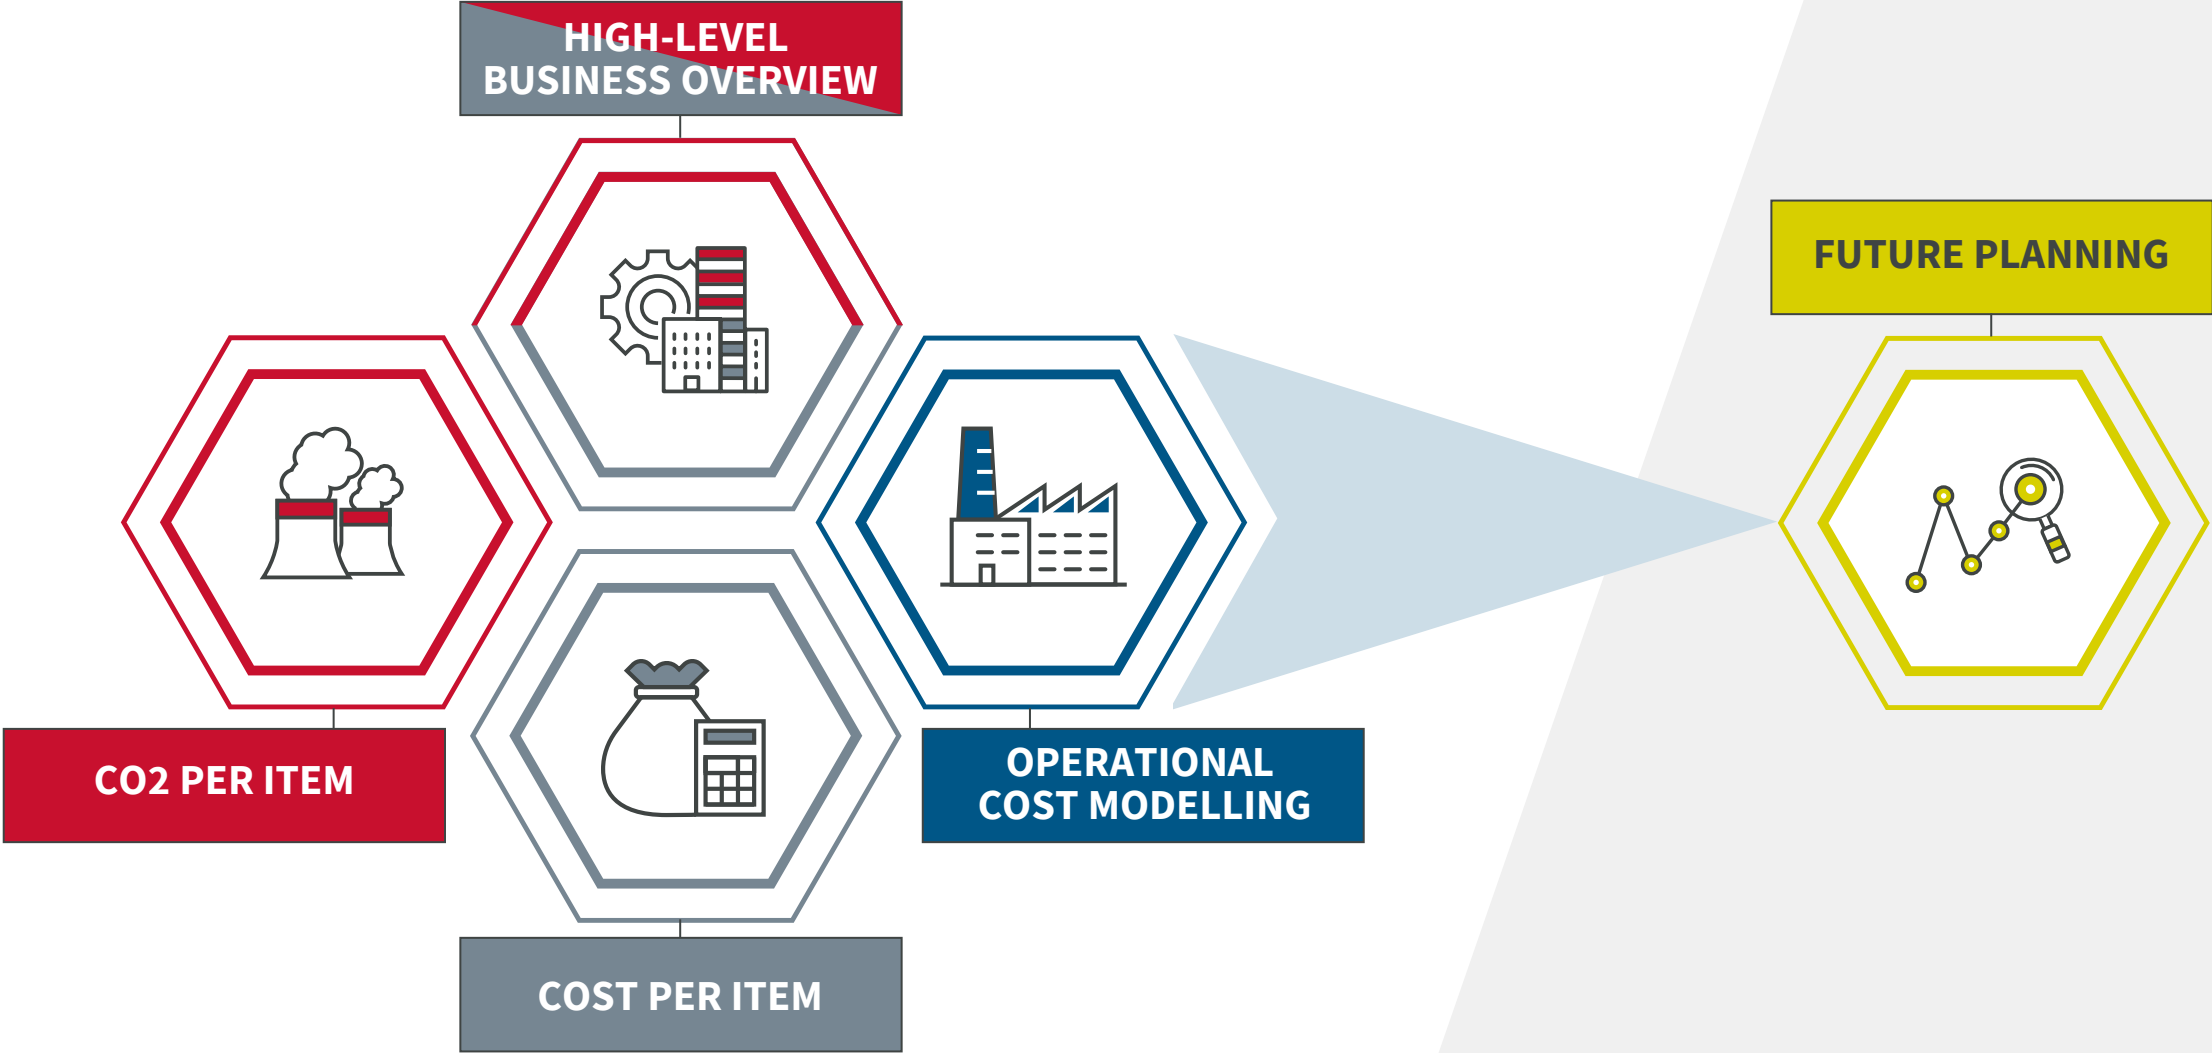 HIGH-LEVEL
BUSINESS OVERVIEW
FUTURE PLANNING
CO2 PER ITEM
OPERATIONAL
COST MODELLING
COST PER ITEM